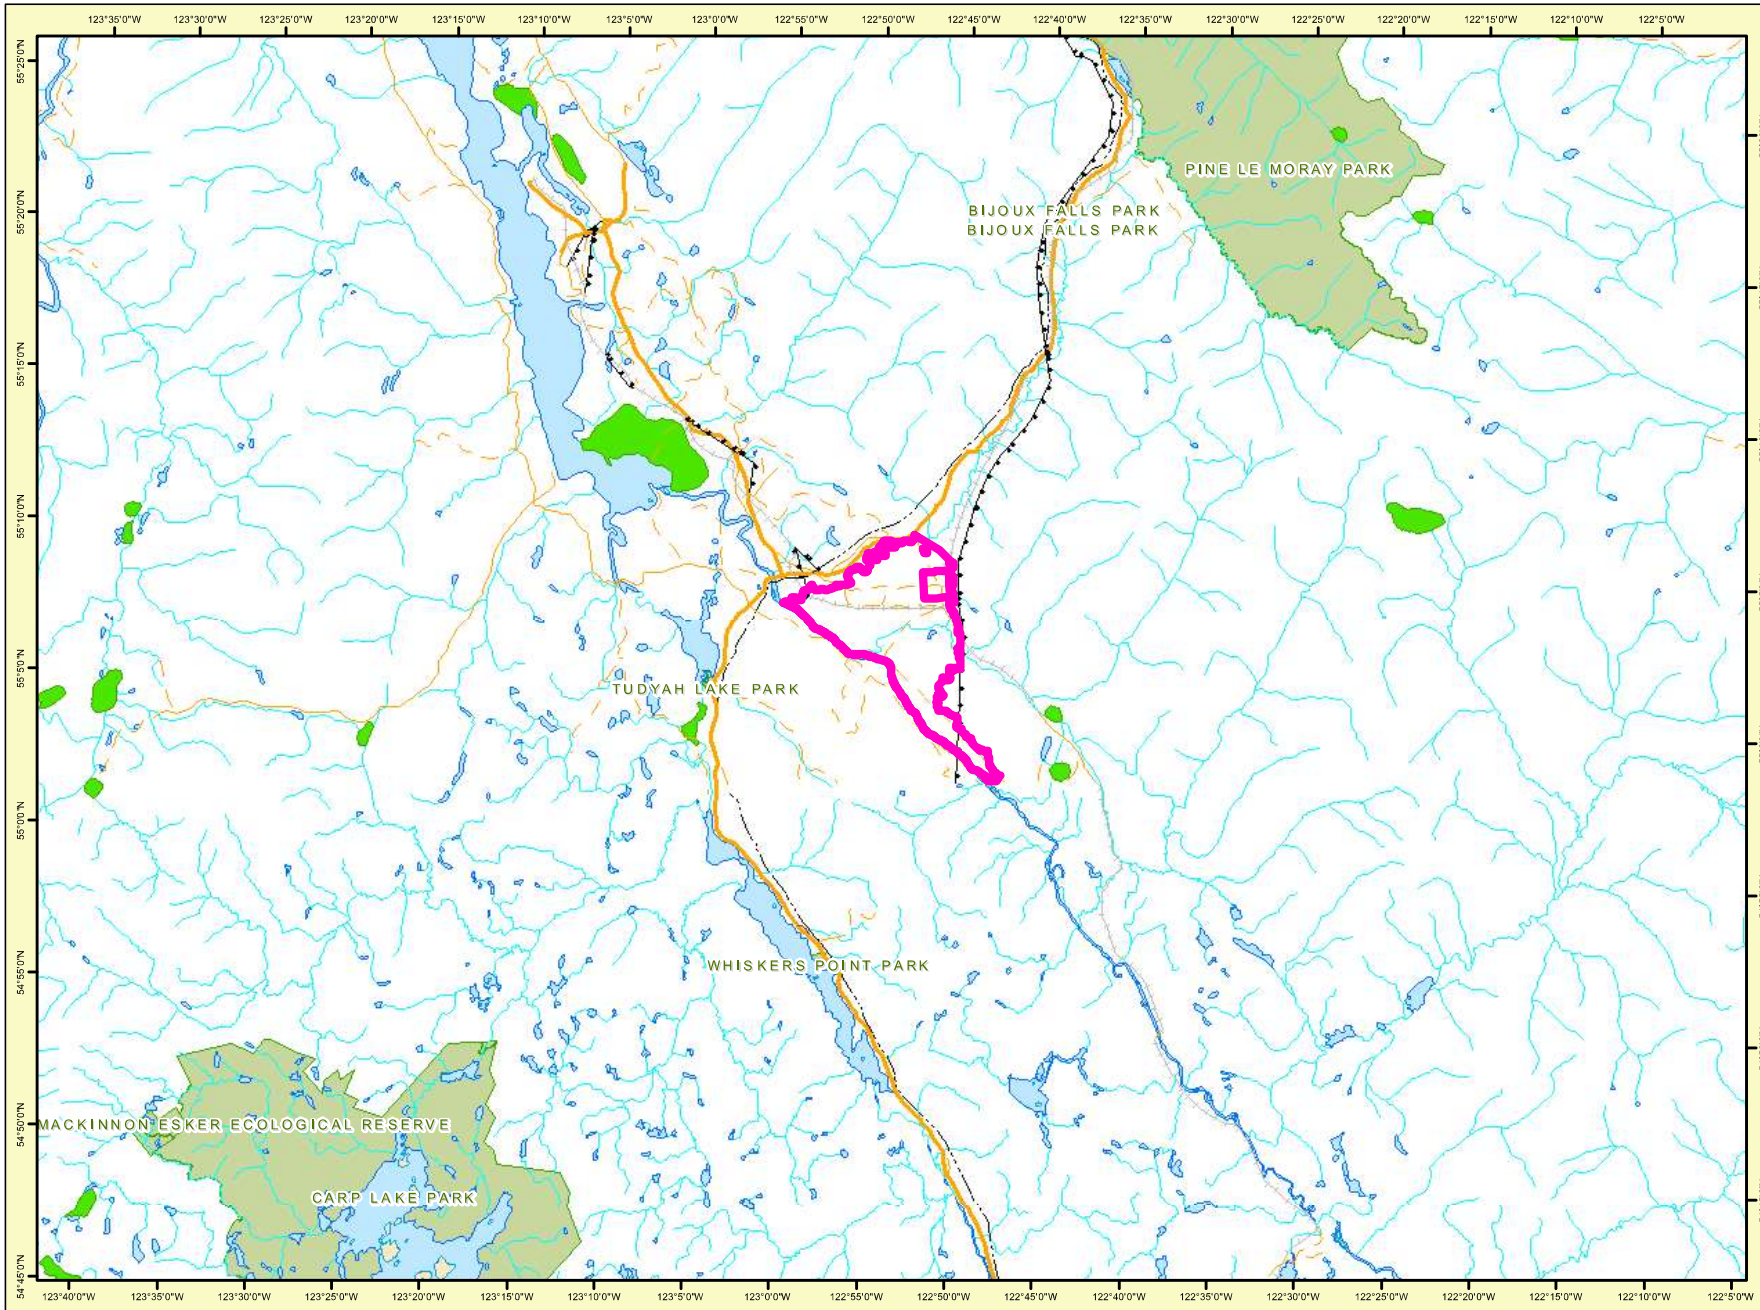 123°35'0"W 123°30'0"W 123°25'0"W 123°20'0"W 123°15'0"W 123°10'0"W 123°5'0"W 123°0'0"W 122°55'0"W 122°50'0"W 122°45'0"W 122°40'0"W 122°35'0"W 122°30'0"W 122°25'0"W 122°20'0"W 122°15'0"W 122°10'0"W 122°5'0"W
55°25'0"N
PINE LE MORAY PARK
55°20'0"N
BIJOUX FALLS PARK
BIJOUX FALLS PARK
55°15'0"N
55°10'0"N
55°5'0"N
TUDYAH LAKE PARK
55°0'0"N
WHISKERS POINT PARK
54°55'0"N
54°50'0"N
MACKINNON ESKER ECOLOGICAL RESERVE
CARP LAKE PARK
54°45'0"N
123°40'0"W 123°35'0"W 123°30'0"W 123°25'0"W 123°20'0"W 123°15'0"W 123°10'0"W 123°5'0"W 123°0'0"W 122°55'0"W 122°50'0"W 122°45'0"W 122°40'0"W 122°35'0"W 122°30'0"W 122°25'0"W 122°20'0"W 122°15'0"W 122°10'0"W 122°5'0"W